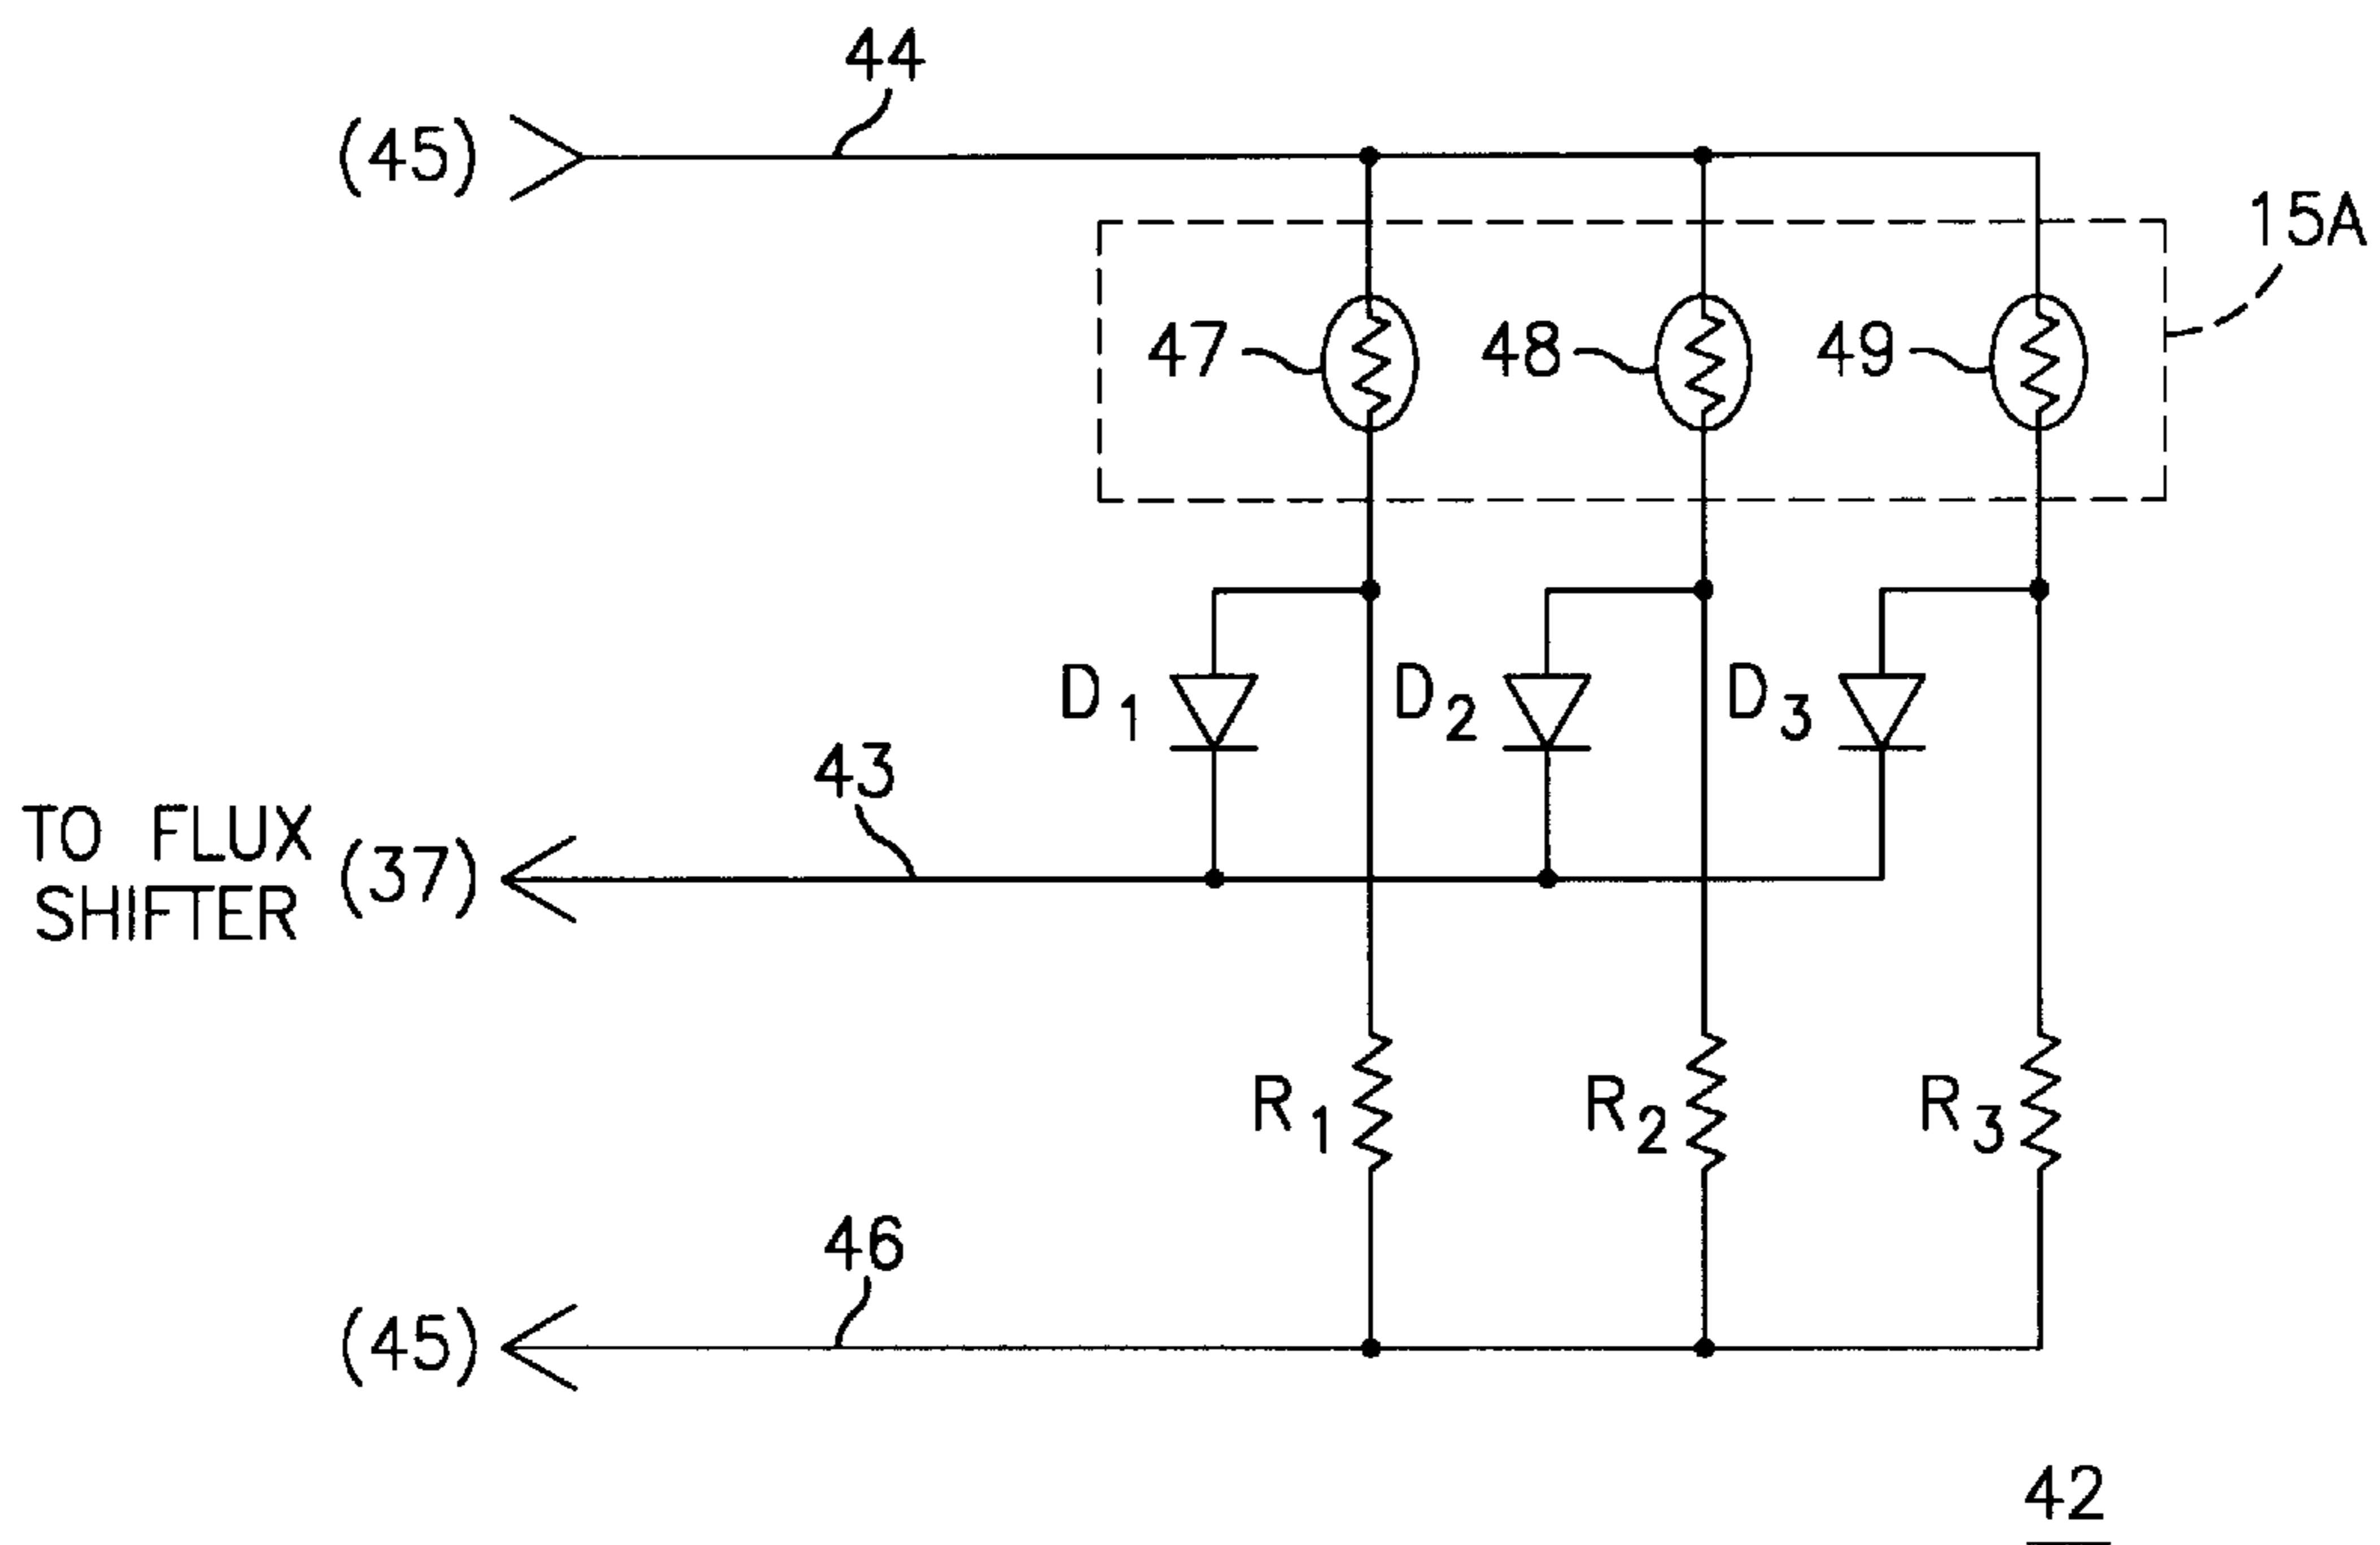 44
(45)
15A
47
48
49
D1
D2
D3
43
TO FLUX
SHIFTER
(37)
R1
R2
R3
46
(45)
42